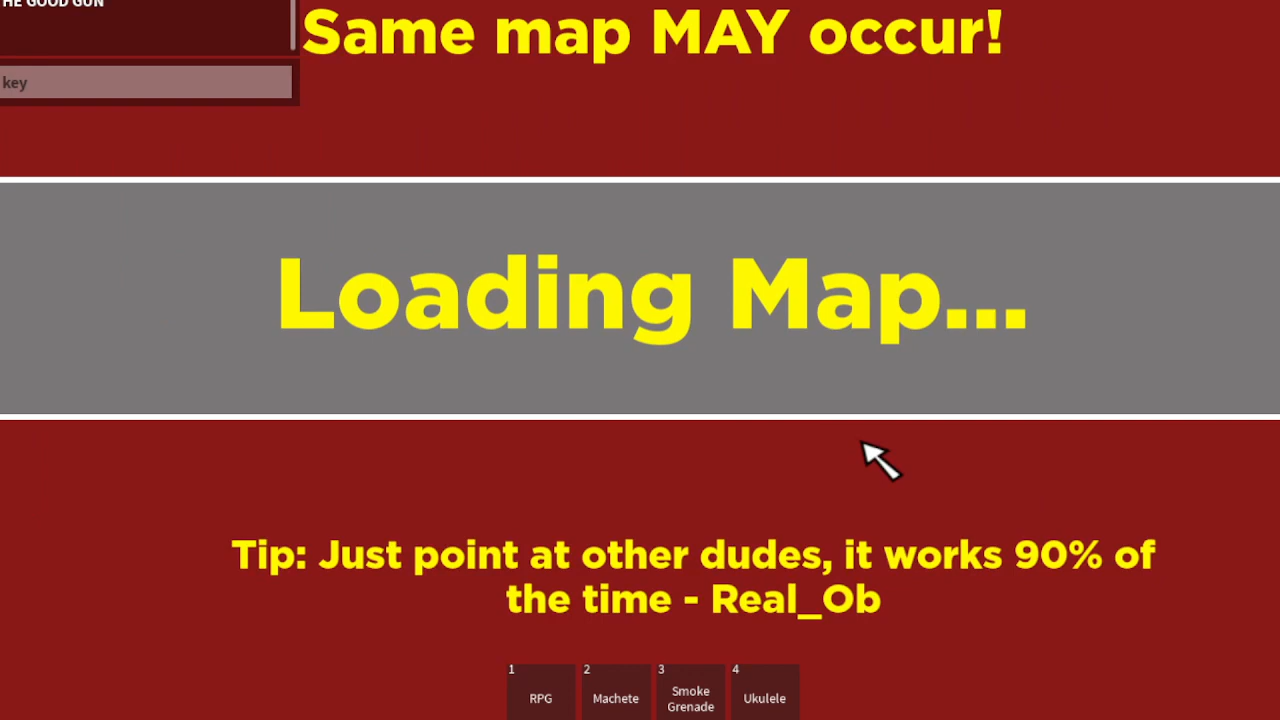 HE GOOD GUN
Same map MAY occur!
key
Loading Map...
Tip: Just point at other dudes, it works 90% of
the time - Real_Ob
1
RPG
2
Machete
3
Smoke
Grenade
4
Ukulele